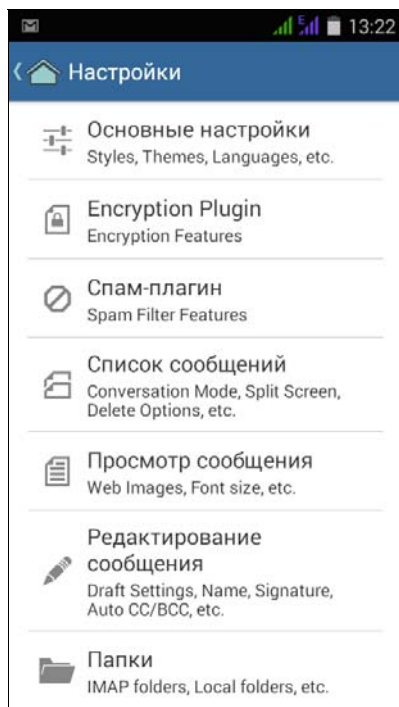 E
13:22
Настройки
Основные настройки
Styles, Themes, Languages, etc.
Encryption Plugin
Encryption Features
Спам-плагин
Spam Filter Features
Список сообщений
Conversation Mode, Split Screen,
Delete Options, etc.
Просмотр сообщения
Web Images, Font size, etc.
Редактирование
сообщения
Draft Settings, Name, Signature,
Auto CC/BCC, etc.
Папки
IMAP folders, Local folders, etc.